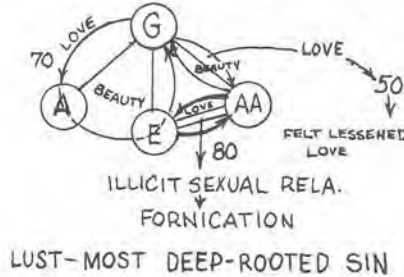 G
70 LOVE
LOVE
BEAUTY
50
A
BEAUTY
LOVE
AA
E'
FELT LESSENED
LOVE
80
ILLICIT SEXUAL RELA.
FORNICATION
LUST-MOST DEEP-ROOTED SIN